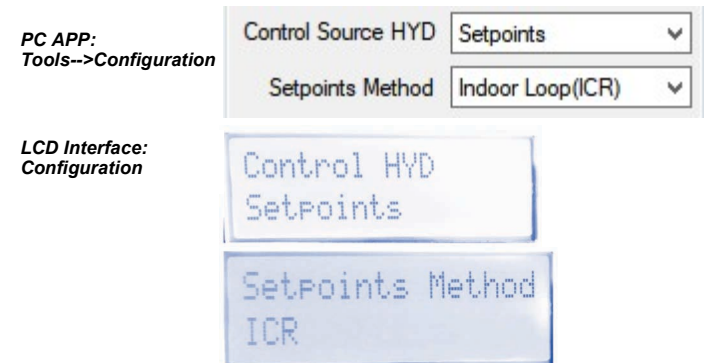 PC APP:
Tools-->Configuration
Control Source HYD Setpoints
Setpoints Method Indoor Loop(ICR)
LCD Interface:
Configuration
Control HYD
Setpoints
Setpoints Method
ICR